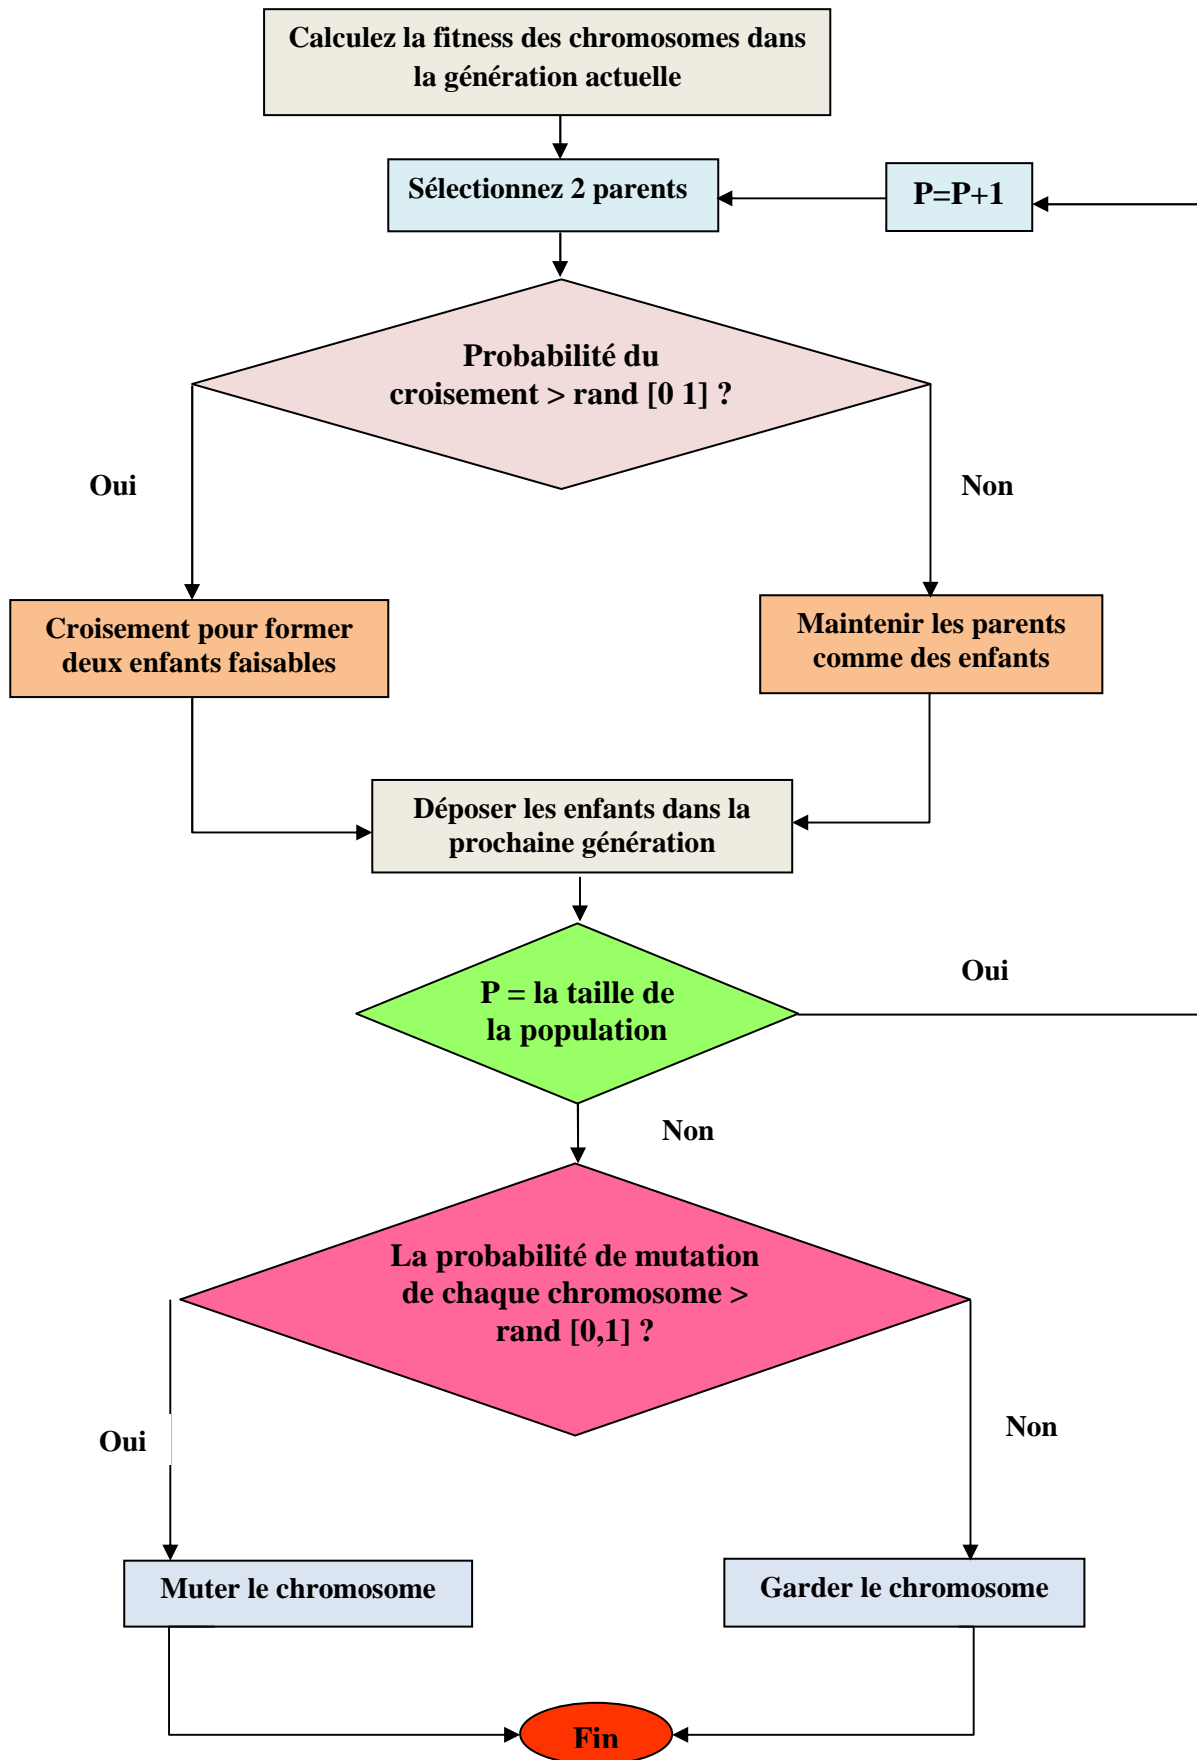 Calculez la fitness des chromosomes dans
la génération actuelle
Sélectionnez 2 parents
P=P+1
Probabilité du
croisement > rand [0 1] ?
Oui
Non
Croisement pour former
deux enfants faisables
Maintenir les parents
comme des enfants
Déposer les enfants dans la
prochaine génération
P = la taille de
la population
Oui
Non
La probabilité de mutation
de chaque chromosome >
rand [0,1] ?
Oui
Non
Muter le chromosome
Garder le chromosome
Fin